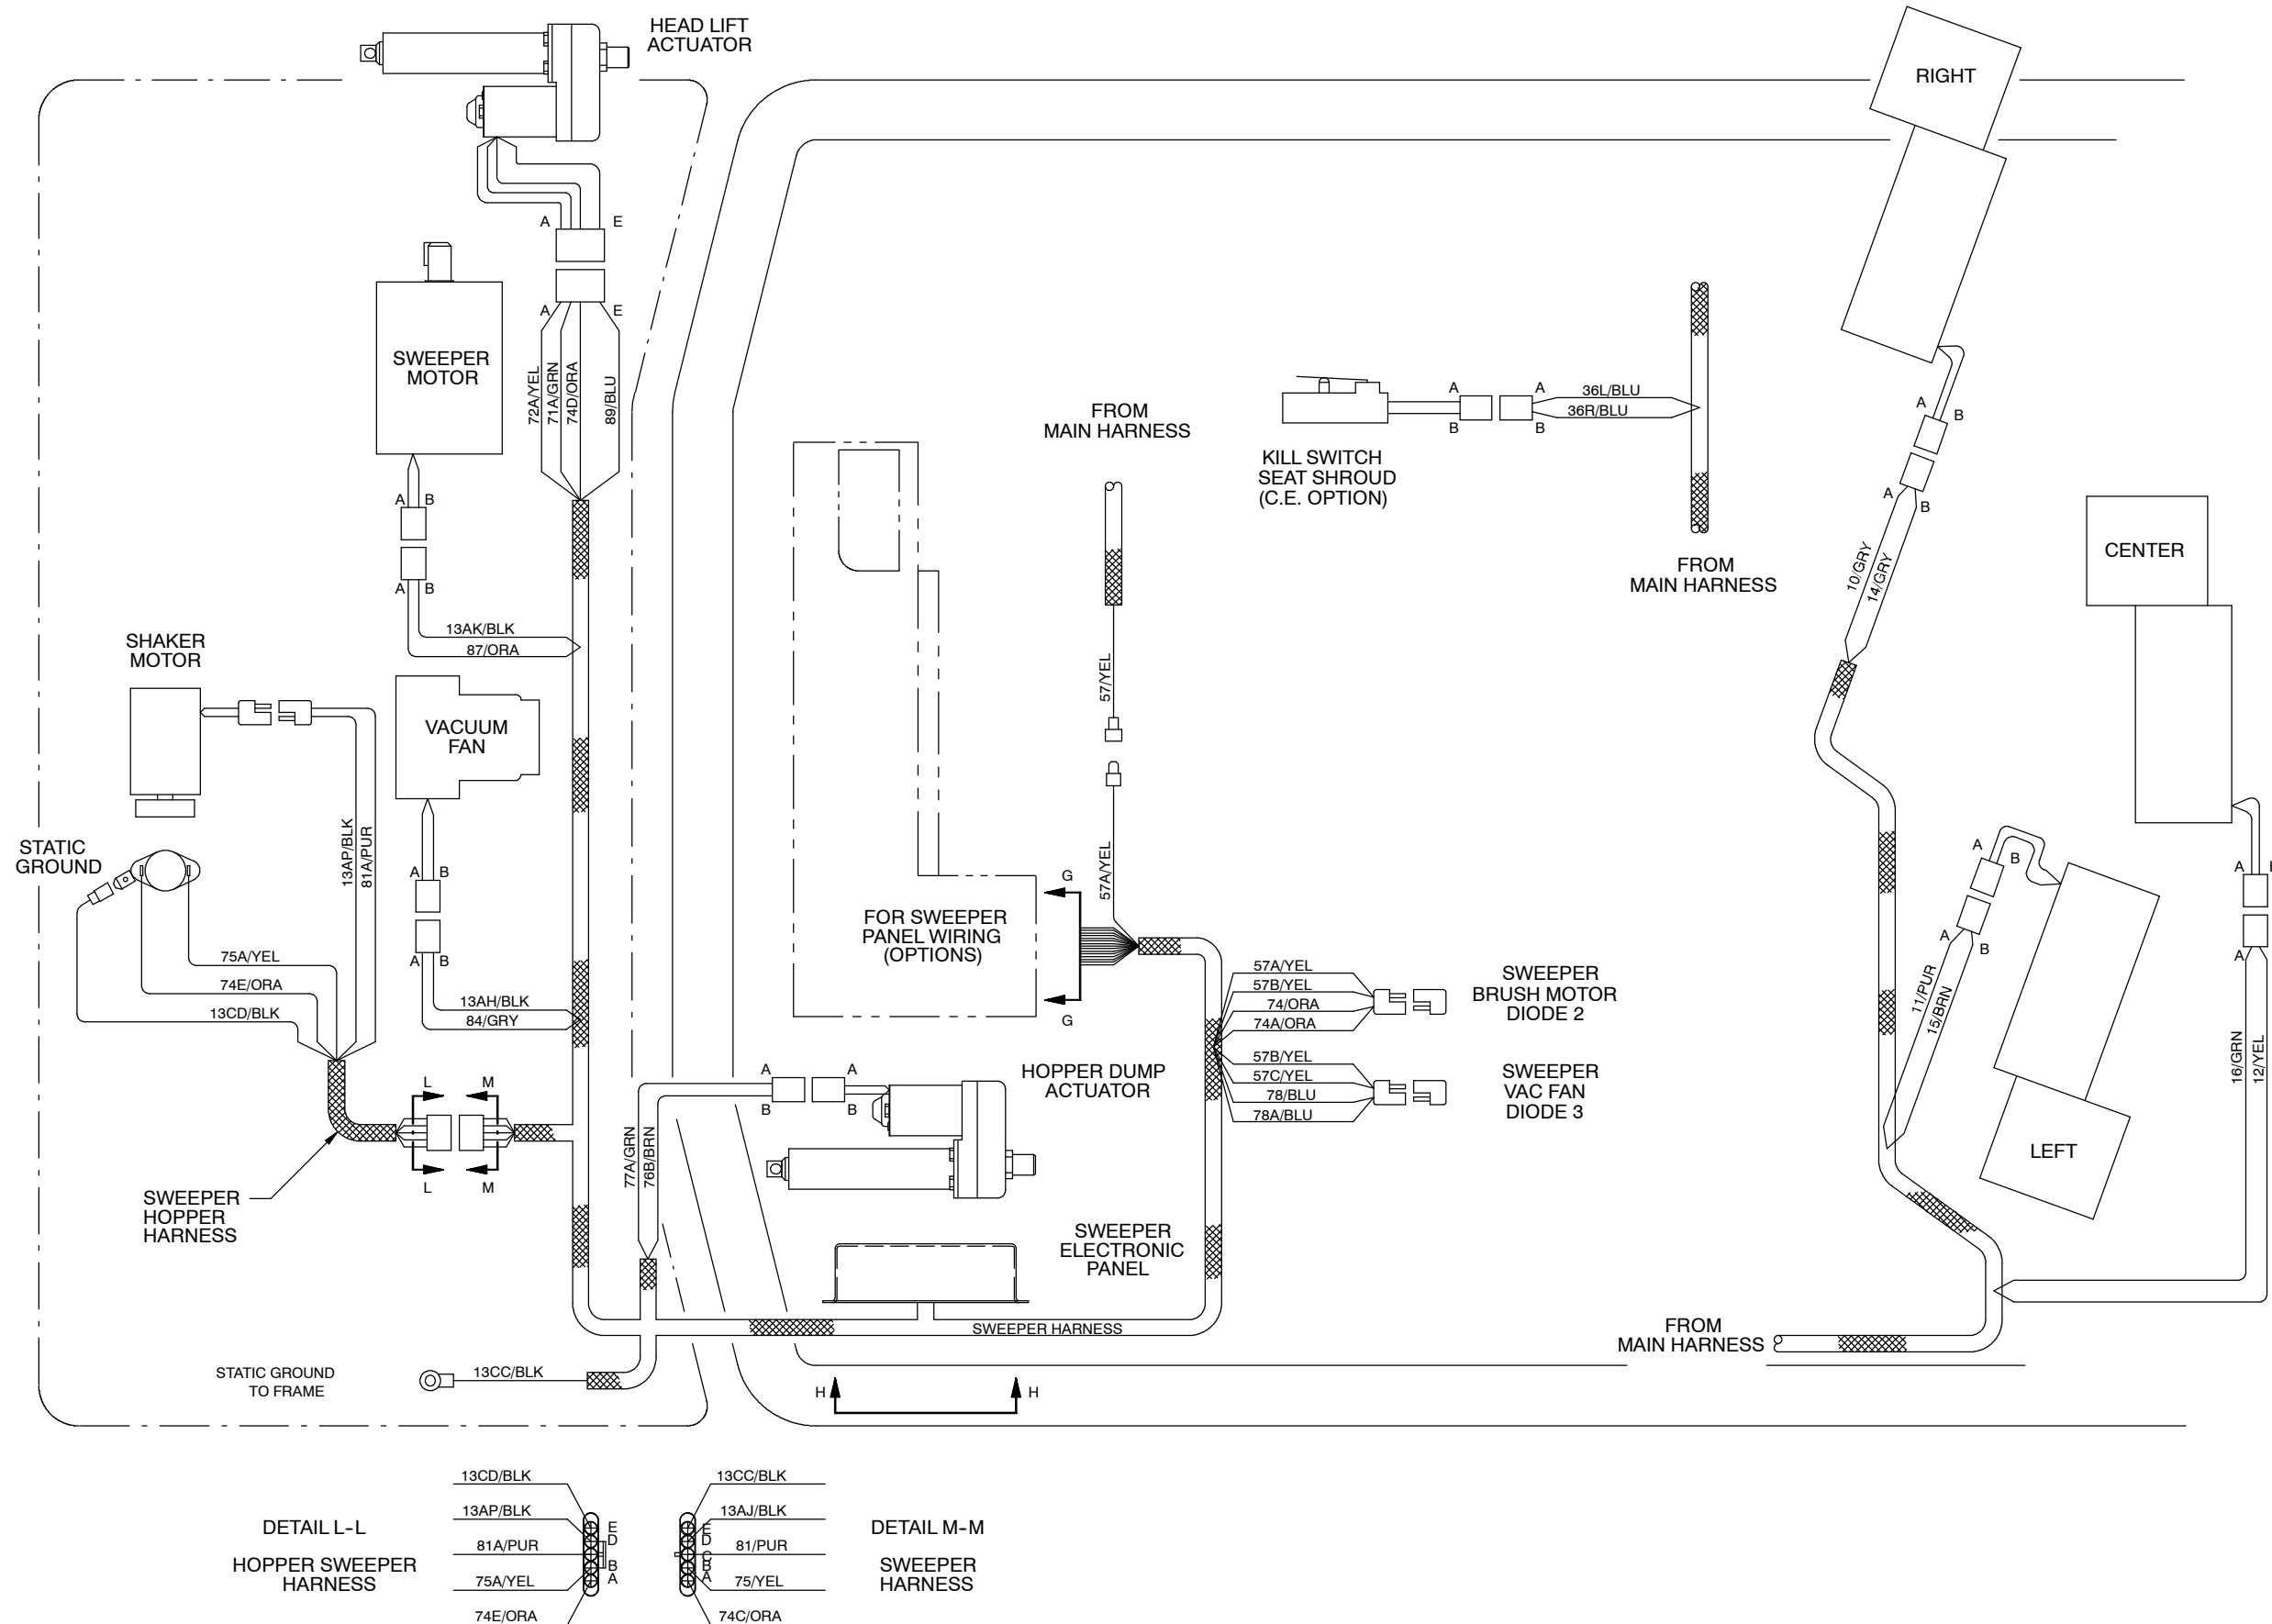 HEAD LIFT
ACTUATOR
RIGHT
A
E
A
E
72A/YEL
71A/GRN
74D/ORA
89/BLU
SWEEPER
MOTOR
A
B
A
B
13AK/BLK
87/ORA
FROM
MAIN HARNESS
57/YEL
57A/YEL
A
B
A
B
36L/BLU
36R/BLU
KILL SWITCH
SEAT SHROUD
(C.E. OPTION)
FROM
MAIN HARNESS
A
B
A
B
10/GRY
14/GRY
CENTER
A
A
16/GRN
12/YEL
SHAKER
MOTOR
13AP/BLK
81A/PUR
VACUUM
FAN
A
B
A
B
13AH/BLK
84/GRY
STATIC
GROUND
75A/YEL
74E/ORA
13CD/BLK
L
M
L
M
SWEEPER
HOPPER
HARNESS
FOR SWEEPER
PANEL WIRING
(OPTIONS)
G
G
57A/YEL
57B/YEL
74/ORA
74A/ORA
SWEEPER
BRUSH MOTOR
DIODE 2
57B/YEL
57C/YEL
78/BLU
78A/BLU
SWEEPER
VAC FAN
DIODE 3
HOPPER DUMP
ACTUATOR
A
B
A
B
77A/GRN
76B/BRN
SWEEPER
ELECTRONIC
PANEL
SWEEPER HARNESS
A
B
A
B
11/PUR
15/BRN
LEFT
FROM
MAIN HARNESS
STATIC GROUND
TO FRAME
13CC/BLK
H
H
DETAIL L-L
HOPPER SWEEPER
HARNESS
13CD/BLK
13AP/BLK
81A/PUR
75A/YEL
74E/ORA
E
D
B
A
E
D
C
B
A
13CC/BLK
13AJ/BLK
81/PUR
75/YEL
74C/ORA
DETAIL M-M
SWEEPER
HARNESS